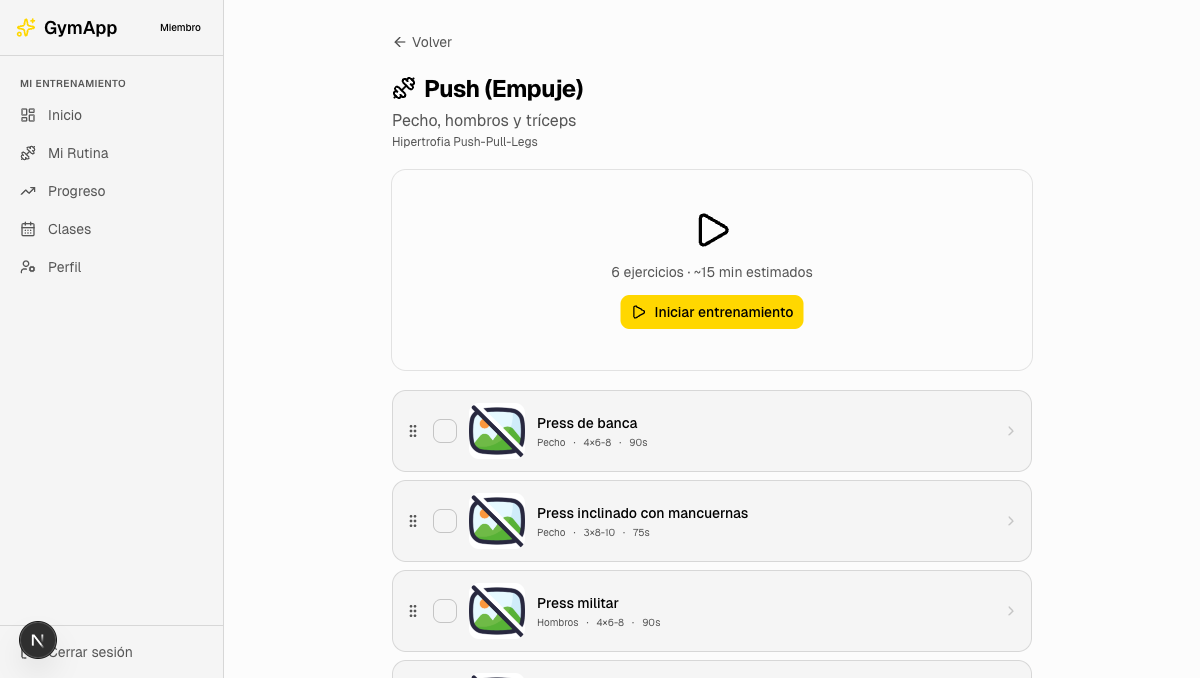 GymApp
Miembro
MI ENTRENAMIENTO
Inicio
Mi Rutina
Progreso
Clases
Perfil
N
Cerrar sesión
Volver
Push (Empuje)
Pecho, hombros y tríceps
Hipertrofia Push-Pull-Legs
6 ejercicios · ~15 min estimados
Iniciar entrenamiento
Press de banca
Pecho · 4×6-8 · 90s
Press inclinado con mancuernas
Pecho · 3×8-10 · 75s
Press militar
Hombros · 4×6-8 · 90s